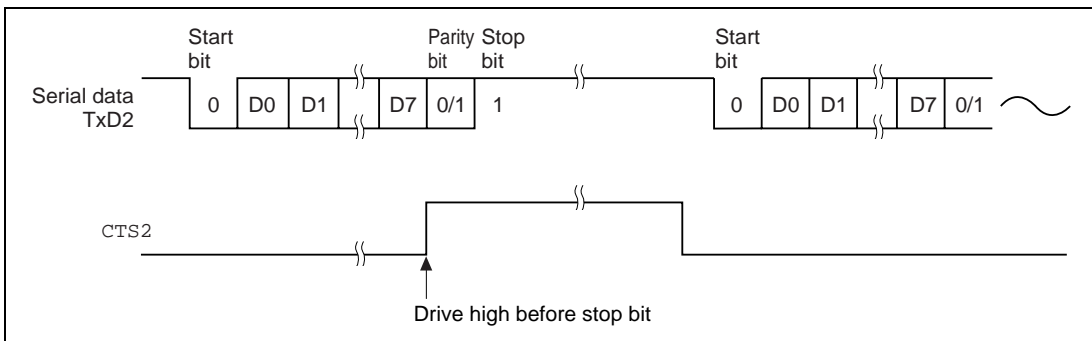 Start bit
Parity bit
Stop bit
Start bit
Serial data TxD2
0 D0 D1 D7 0/1 1 0 D0 D1 D7 0/1
CTS2
Drive high before stop bit